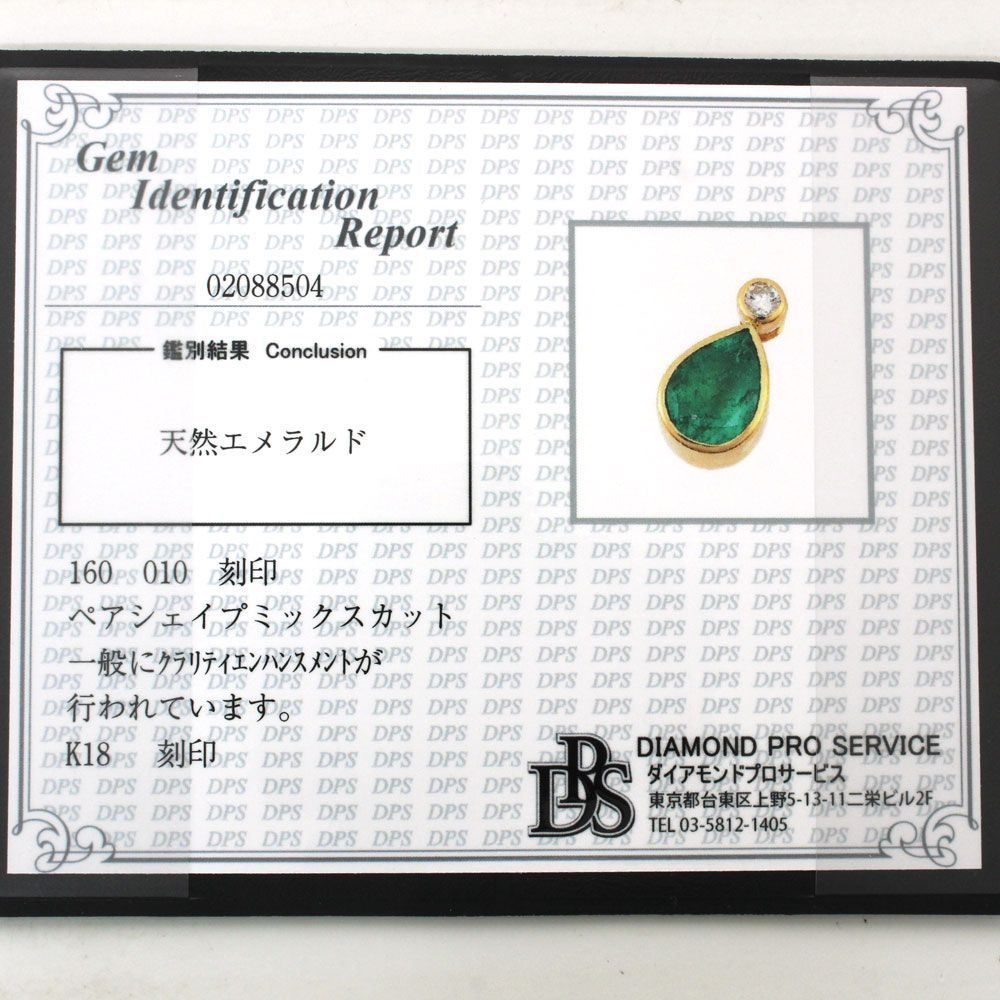 Gem
Identification
Report
02088504
鑑別結果 Conclusion
天然エメラルド
160 010 刻印
ペアシェイプミックスカット
一般にクラリティエンハンスメントが
行われています。
K18 刻印
DPS
DIAMOND PRO SERVICE
ダイアモンドプロサービス
東京都台東区上野5-13-11二栄ビル2F
TEL 03-5812-1405